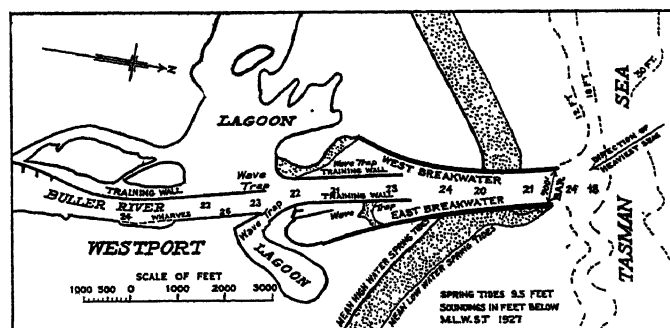 N
LAGOON
SEA
TASMAN
12 FT.
18 FT.
30 FT.
DIRECTION OF
HEAVIEST SEA
Wave Trap
TRAINING WALL
WEST BREAKWATER
Wave
Trap
TRAINING WALL
22 21 23 24 20 21 24 18
BAR
BULLER RIVER
22 23
24 WHARVES 25
TRAINING WALL
Wave Trap
EAST BREAKWATER
Wave Trap
LAGOON
WESTPORT
SCALE OF FEET
1000 500 0 1000 2000 3000
MEAN HIGH WATER SPRING TIDES
MEAN LOW WATER SPRING TIDES
SPRING TIDES 9.5 FEET
SOUNDINGS IN FEET BELOW
M.L.W.S.T 1927